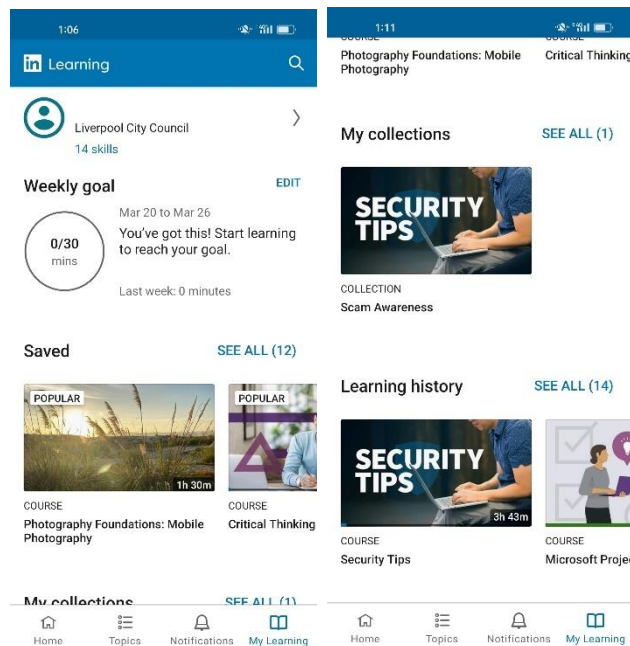 1:06
in Learning
Liverpool City Council
14 skills
Weekly goal
EDIT
0/30
mins
Mar 20 to Mar 26
You've got this! Start learning
to reach your goal.
Last week: 0 minutes
Saved
SEE ALL (12)
POPULAR
1h 30m
COURSE
Photography Foundations: Mobile
Photography
POPULAR
COURSE
Critical Thinking
My collections
SEE ALL (1)
Home
Topics
Notifications
My Learning
1:11
COURSE
Photography Foundations: Mobile
Photography
COURSE
Critical Thinking
My collections
SEE ALL (1)
SECURITY
TIPS
COLLECTION
Scam Awareness
Learning history
SEE ALL (14)
SECURITY
TIPS
3h 43m
COURSE
Security Tips
COURSE
Microsoft Projec
Home
Topics
Notifications
My Learning